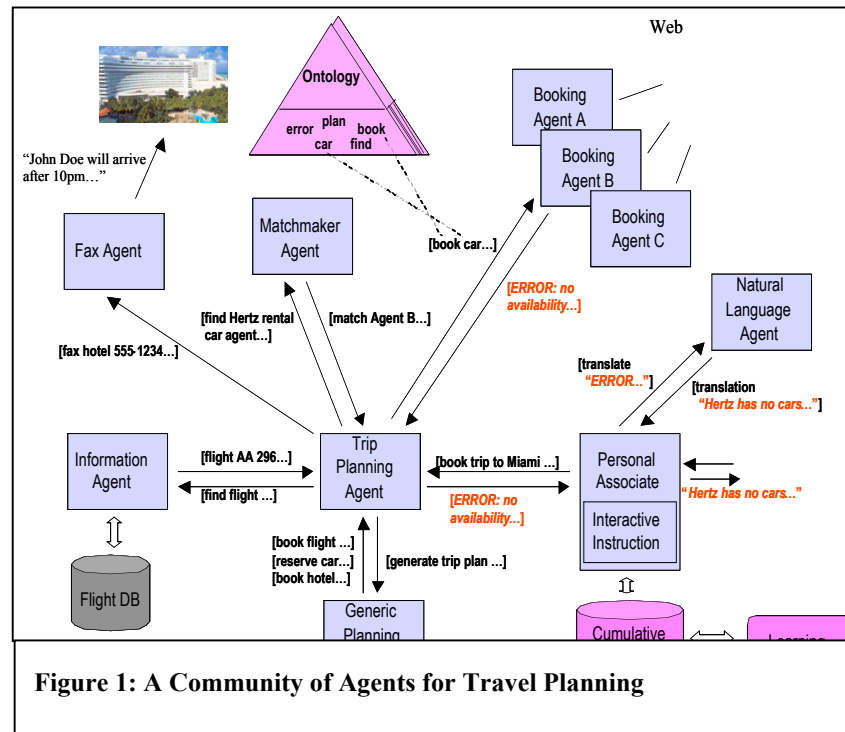 Web
Ontology
error plan book
car find
Booking
Agent A
Booking
Agent B
Booking
Agent C
“John Doe will arrive
after 10pm…”
Fax Agent
Matchmaker
Agent
[book car…]
[ERROR: no
availability…]
Natural
Language
Agent
[find Hertz rental
car agent…]
[match Agent B…]
[fax hotel 555-1234…]
[translate
“ERROR…”]
[translation
“Hertz has no cars…”]
Information
Agent
[flight AA 296…]
[find flight …]
Trip
Planning
Agent
[book trip to Miami …]
[ERROR: no
availability…]
Personal
Associate
Interactive
Instruction
“Hertz has no cars…”
[book flight …]
[reserve car…]
[book hotel…]
[generate trip plan …]
Flight DB
Generic
Planning
Cumulative
Learning
Figure 1: A Community of Agents for Travel Planning